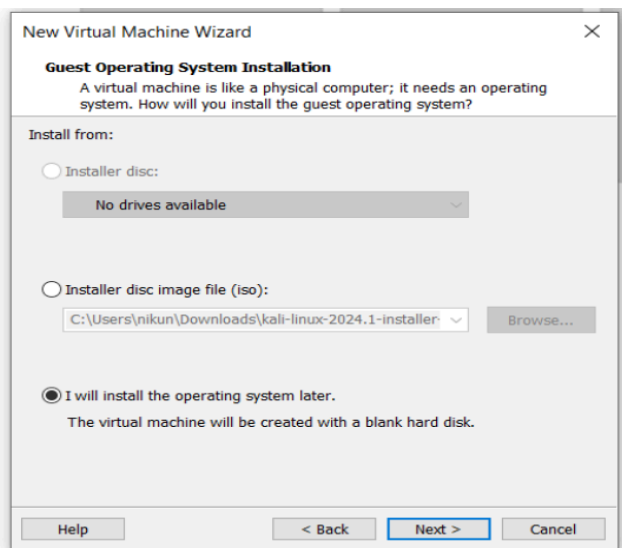 New Virtual Machine Wizard
Guest Operating System Installation
A virtual machine is like a physical computer; it needs an operating
system. How will you install the guest operating system?
Install from:
Installer disc:
No drives available
Installer disc image file (iso):
C:\Users\nikun\Downloads\kali-linux-2024.1-installer-
Browse...
I will install the operating system later.
The virtual machine will be created with a blank hard disk.
Help
< Back
Next >
Cancel